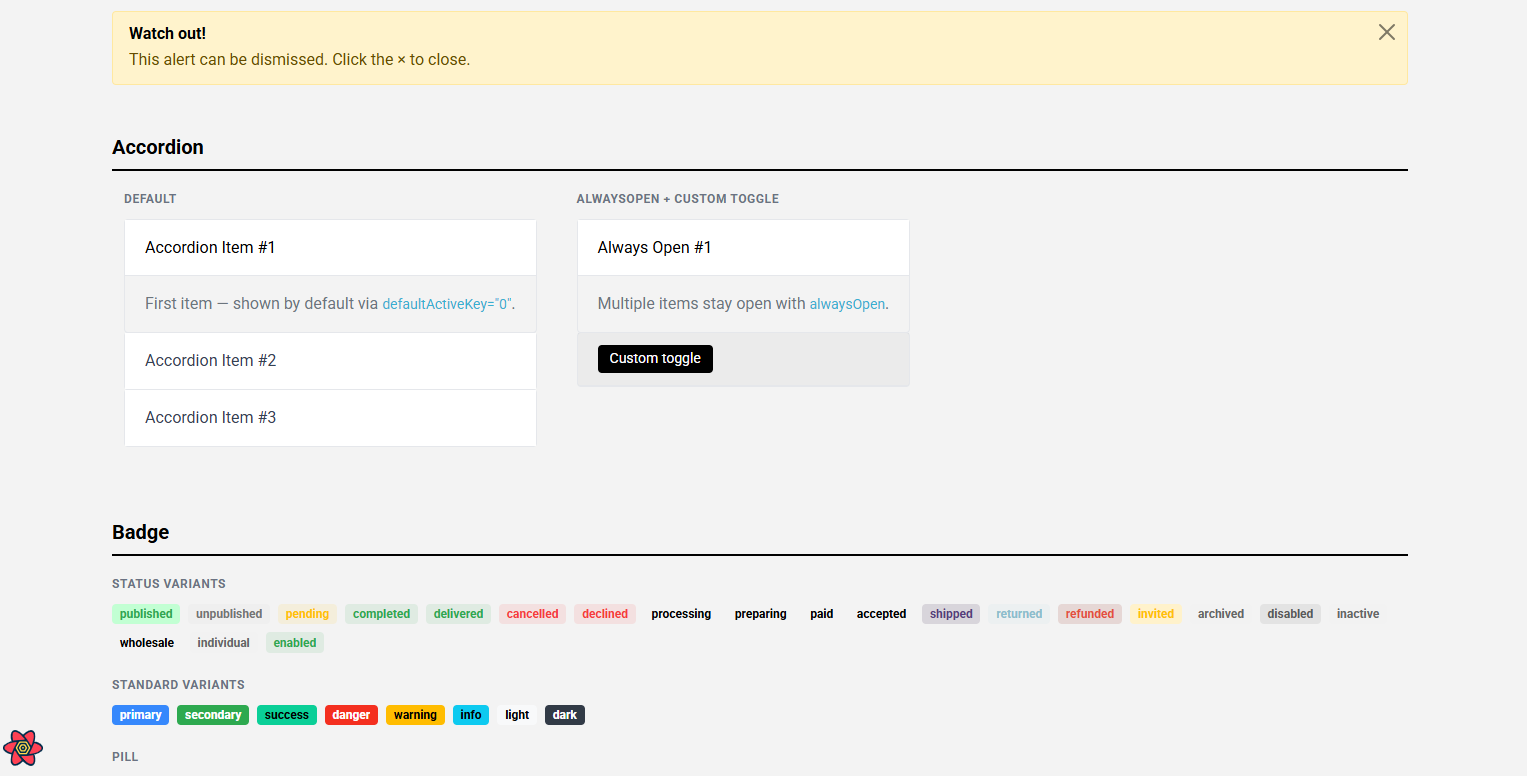 Watch out!
This alert can be dismissed. Click the × to close.
Accordion
DEFAULT
Accordion Item #1
First item — shown by default via defaultActiveKey="0".
Accordion Item #2
Accordion Item #3
ALWAYSOPEN + CUSTOM TOGGLE
Always Open #1
Multiple items stay open with alwaysOpen.
Custom toggle
Badge
STATUS VARIANTS
published unpublished pending completed delivered cancelled declined processing preparing paid accepted shipped returned refunded invited archived disabled inactive
wholesale individual enabled
STANDARD VARIANTS
primary secondary success danger warning info light dark
PILL